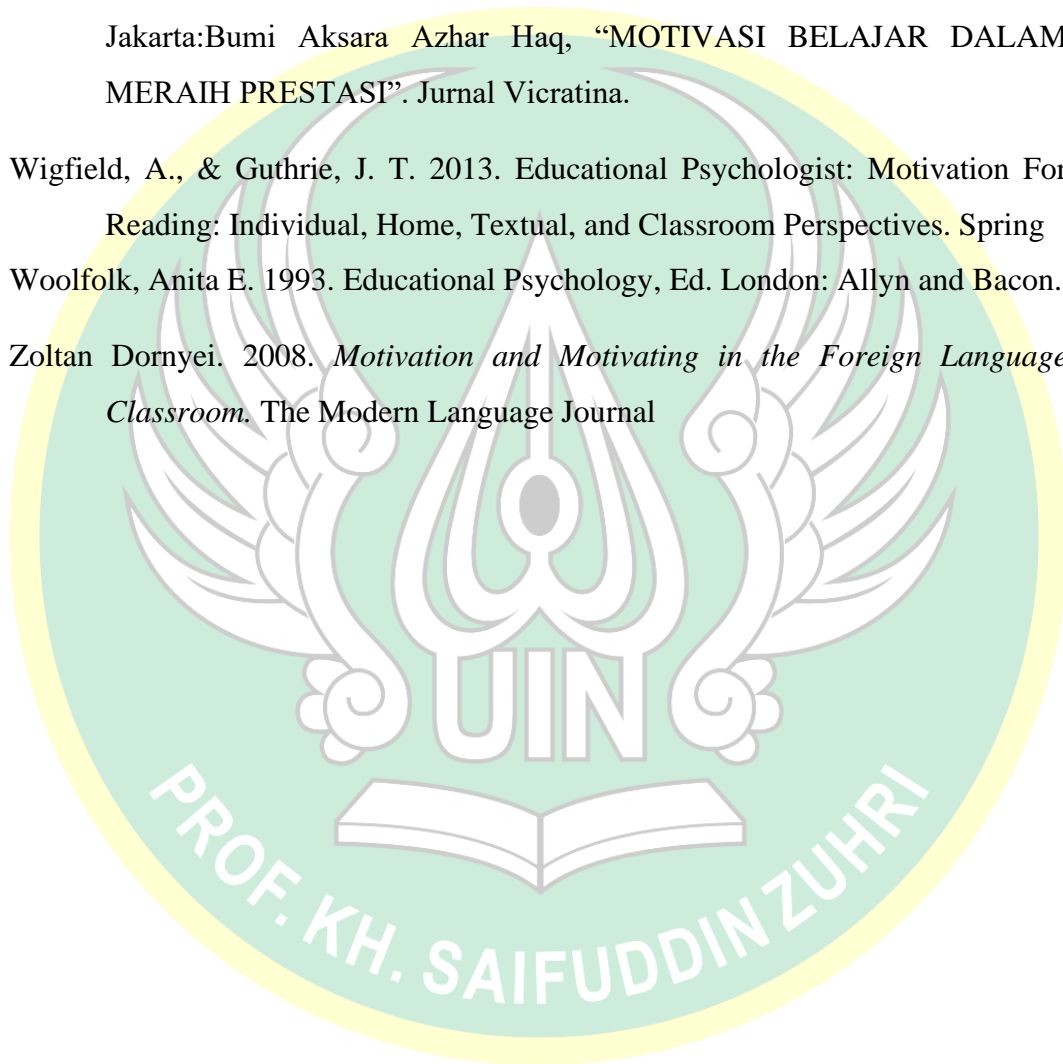 Jakarta:Bumi Aksara Azhar Haq, “MOTIVASI BELAJAR DALAM
MERAIH PRESTASI”. Jurnal Vicratina.
Wigfield, A., & Guthrie, J. T. 2013. Educational Psychologist: Motivation For
Reading: Individual, Home, Textual, and Classroom Perspectives. Spring
Woolfolk, Anita E. 1993. Educational Psychology, Ed. London: Allyn and Bacon.
Zoltan Dornyei. 2008. Motivation and Motivating in the Foreign Language
Classroom. The Modern Language Journal
UIN
PROF. KH. SAIFUDDIN ZUHRI